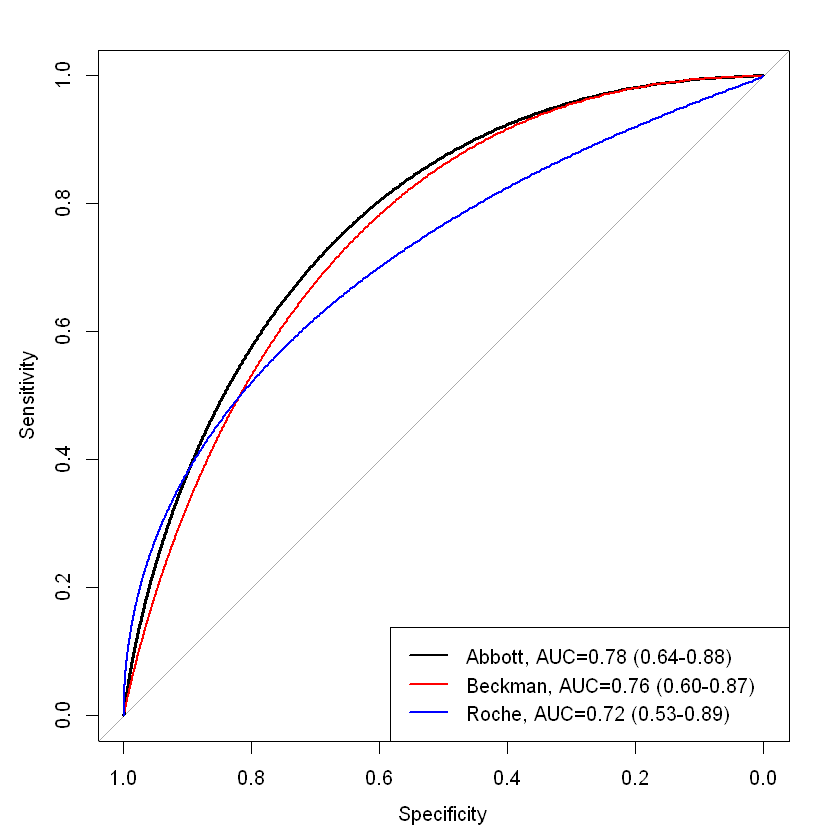 Sensitivity
1.0
0.8
0.6
0.4
0.2
0.0
Abbott, AUC=0.78 (0.64-0.88)
Beckman, AUC=0.76 (0.60-0.87)
Roche, AUC=0.72 (0.53-0.89)
1.0 0.8 0.6 0.4 0.2 0.0
Specificity